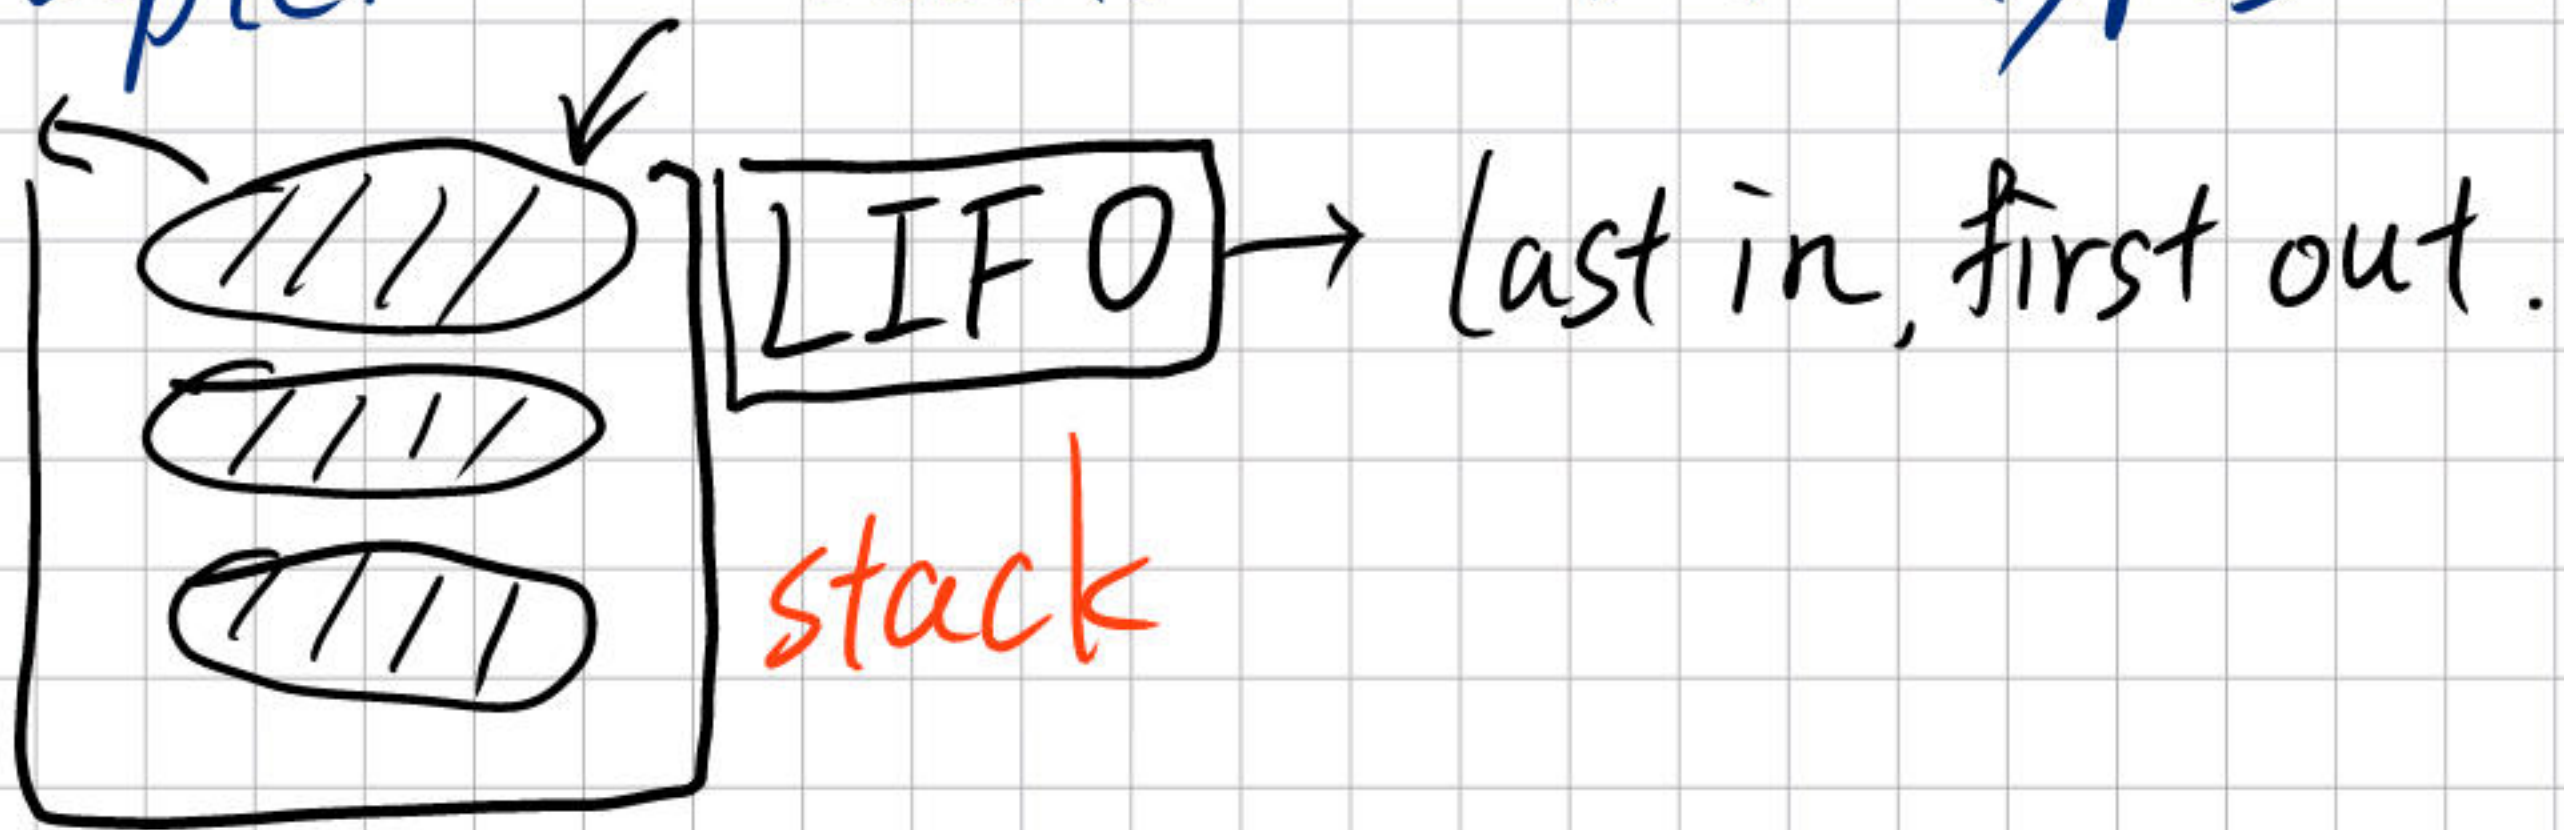 LIFO → last in, first out.
stack